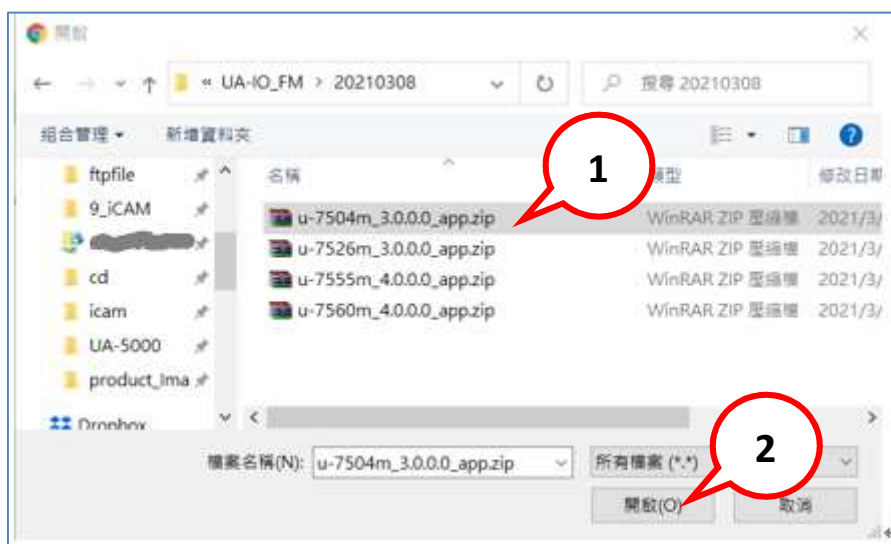 開啟
« UA-IO_FM > 20210308
搜尋 20210308
組合管理
新增資料夾
ftpfile
9_iCAM
cd
icam
UA-5000
product_Ima
Dropbox
名稱 類型 修改日期
u-7504m_3.0.0.0_app.zip WinRAR ZIP 壓縮檔 2021/3/
u-7526m_3.0.0.0_app.zip WinRAR ZIP 壓縮檔 2021/3/
u-7555m_4.0.0.0_app.zip WinRAR ZIP 壓縮檔 2021/3/
u-7560m_4.0.0.0_app.zip WinRAR ZIP 壓縮檔 2021/3/
1
檔案名稱(N): u-7504m_3.0.0.0_app.zip 所有檔案 (*.*)
2
開啟(O) 取消